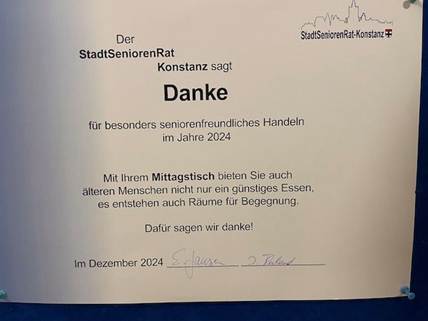 StadtSeniorenRat-Konstanz
Der
StadtSeniorenRat
Konstanz sagt
Danke
für besonders seniorenfreundliches Handeln
im Jahre 2024
Mit Ihrem Mittagstisch bieten Sie auch
älteren Menschen nicht nur ein günstiges Essen,
es entstehen auch Räume für Begegnung.
Dafür sagen wir danke!
Im Dezember 2024